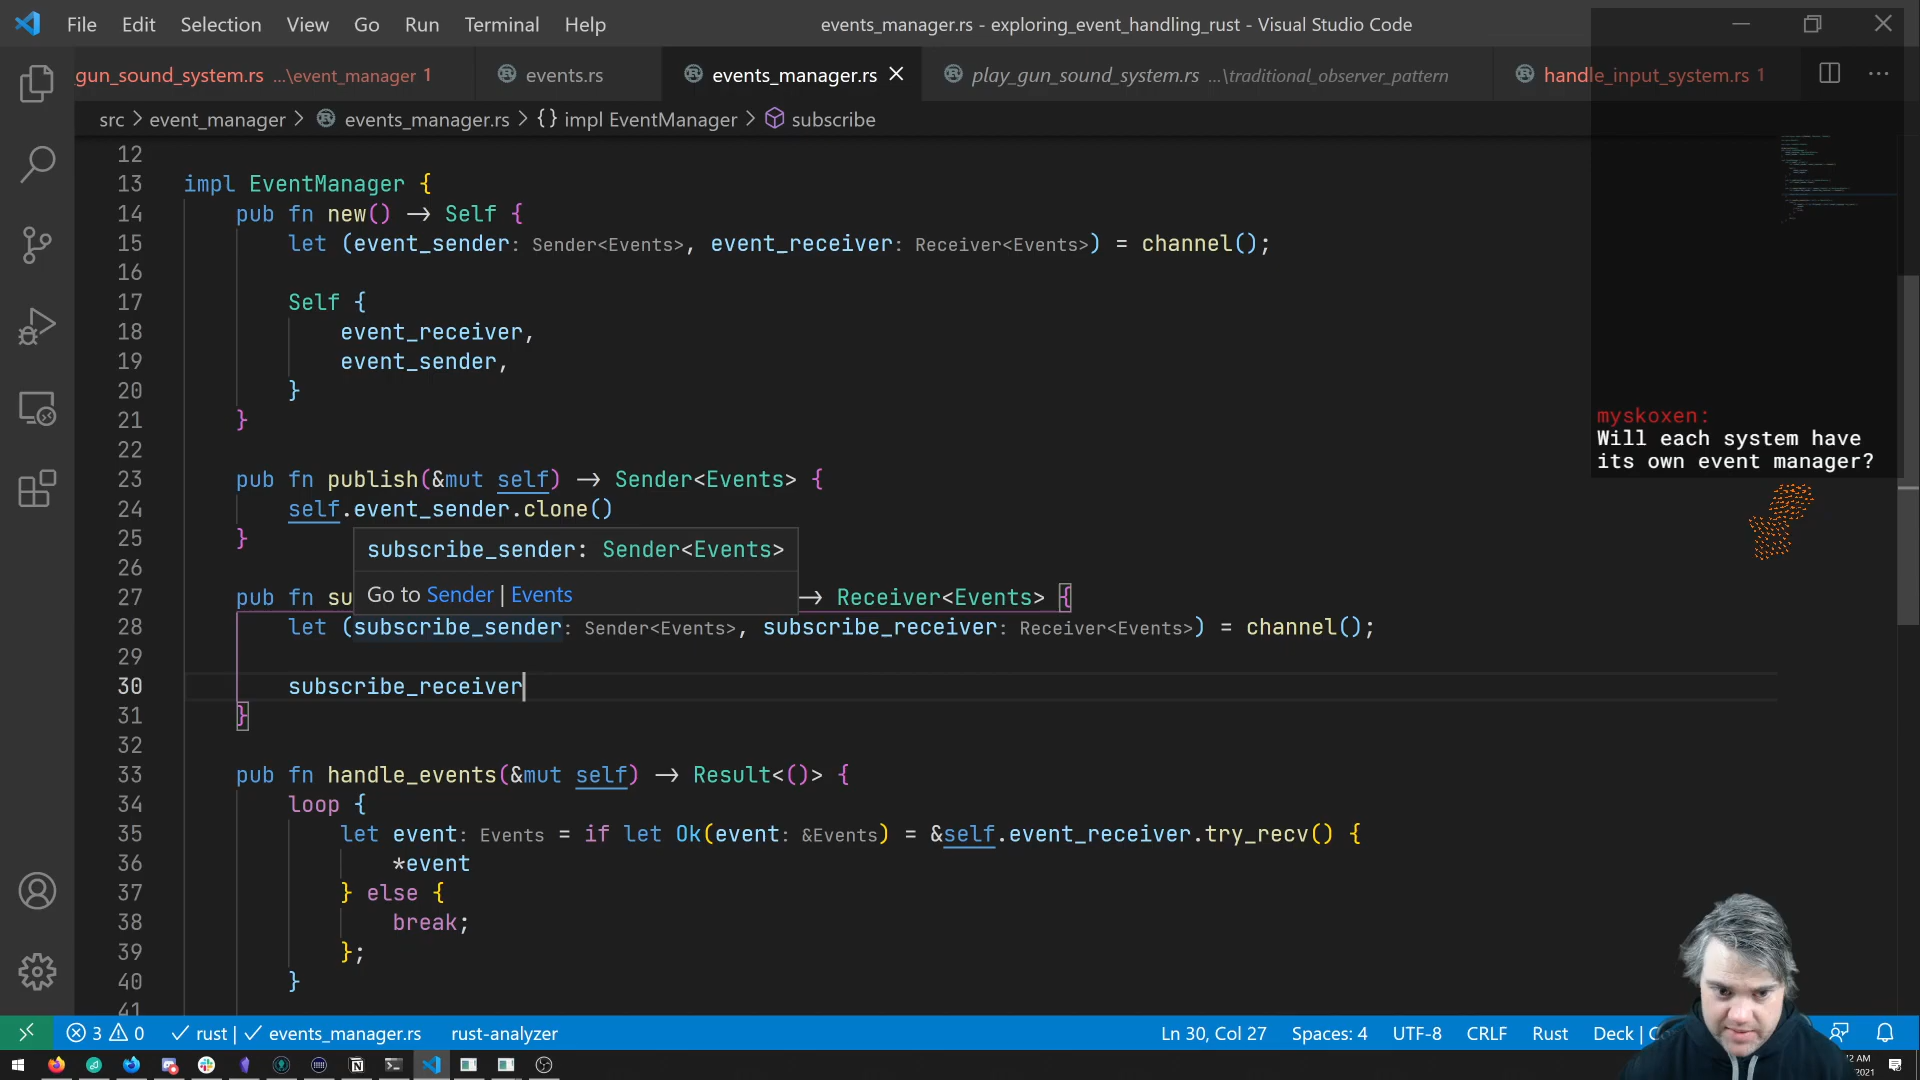 File Edit Selection View Go Run Terminal Help
events_manager.rs - exploring_event_handling_rust - Visual Studio Code
gun_sound_system.rs ...\event_manager 1
events.rs
events_manager.rs
play_gun_sound_system.rs ...\traditional_observer_pattern
handle_input_system.rs 1
src > event_manager > events_manager.rs > {} impl EventManager > subscribe
12
13 impl EventManager {
14 pub fn new() → Self {
15 let (event_sender: Sender<Events>, event_receiver: Receiver<Events>) = channel();
16
17 Self {
18 event_receiver,
19 event_sender,
20 }
21 }
22
23 pub fn publish(&mut self) → Sender<Events> {
24 self.event_sender.clone()
25 }
subscribe_sender: Sender<Events>
26
Go to Sender | Events
27 pub fn su → Receiver<Events> {
28 let (subscribe_sender: Sender<Events>, subscribe_receiver: Receiver<Events>) = channel();
29
30 subscribe_receiver
31 }
32
33 pub fn handle_events(&mut self) → Result<()> {
34 loop {
35 let event: Events = if let Ok(event: &Events) = &self.event_receiver.try_recv() {
36 *event
37 } else {
38 break;
39 };
40 }
41
myskoxen:
Will each system have
its own event manager?
3 0 rust | events_manager.rs rust-analyzer
Ln 30, Col 27 Spaces: 4 UTF-8 CRLF Rust Deck |